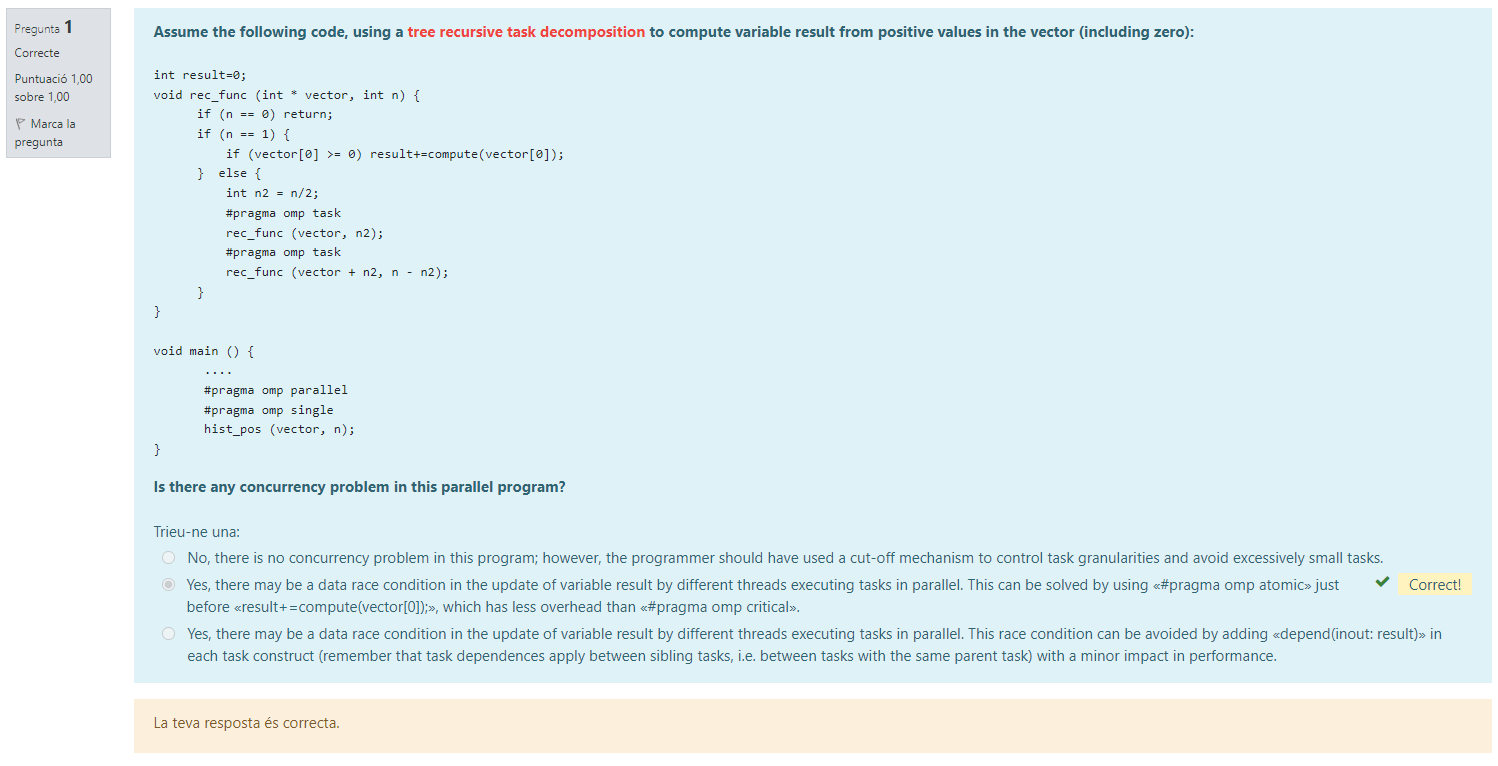 Pregunta 1
Correcte
Puntuació 1,00
sobre 1,00
Marca la
pregunta
Assume the following code, using a tree recursive task decomposition to compute variable result from positive values in the vector (including zero):
int result=0;
void rec_func (int * vector, int n) {
if (n == 0) return;
if (n == 1) {
if (vector[0] >= 0) result+=compute(vector[0]);
} else {
int n2 = n/2;
#pragma omp task
rec_func (vector, n2);
#pragma omp task
rec_func (vector + n2, n - n2);
}
}
void main () {
....
#pragma omp parallel
#pragma omp single
hist_pos (vector, n);
}
Is there any concurrency problem in this parallel program?
Trieu-ne una:
No, there is no concurrency problem in this program; however, the programmer should have used a cut-off mechanism to control task granularities and avoid excessively small tasks.
Yes, there may be a data race condition in the update of variable result by different threads executing tasks in parallel. This can be solved by using «#pragma omp atomic» just
before «result+=compute(vector[0]);», which has less overhead than «#pragma omp critical».
Correct!
Yes, there may be a data race condition in the update of variable result by different threads executing tasks in parallel. This race condition can be avoided by adding «depend(inout: result)» in
each task construct (remember that task dependences apply between sibling tasks, i.e. between tasks with the same parent task) with a minor impact in performance.
La teva resposta és correcta.